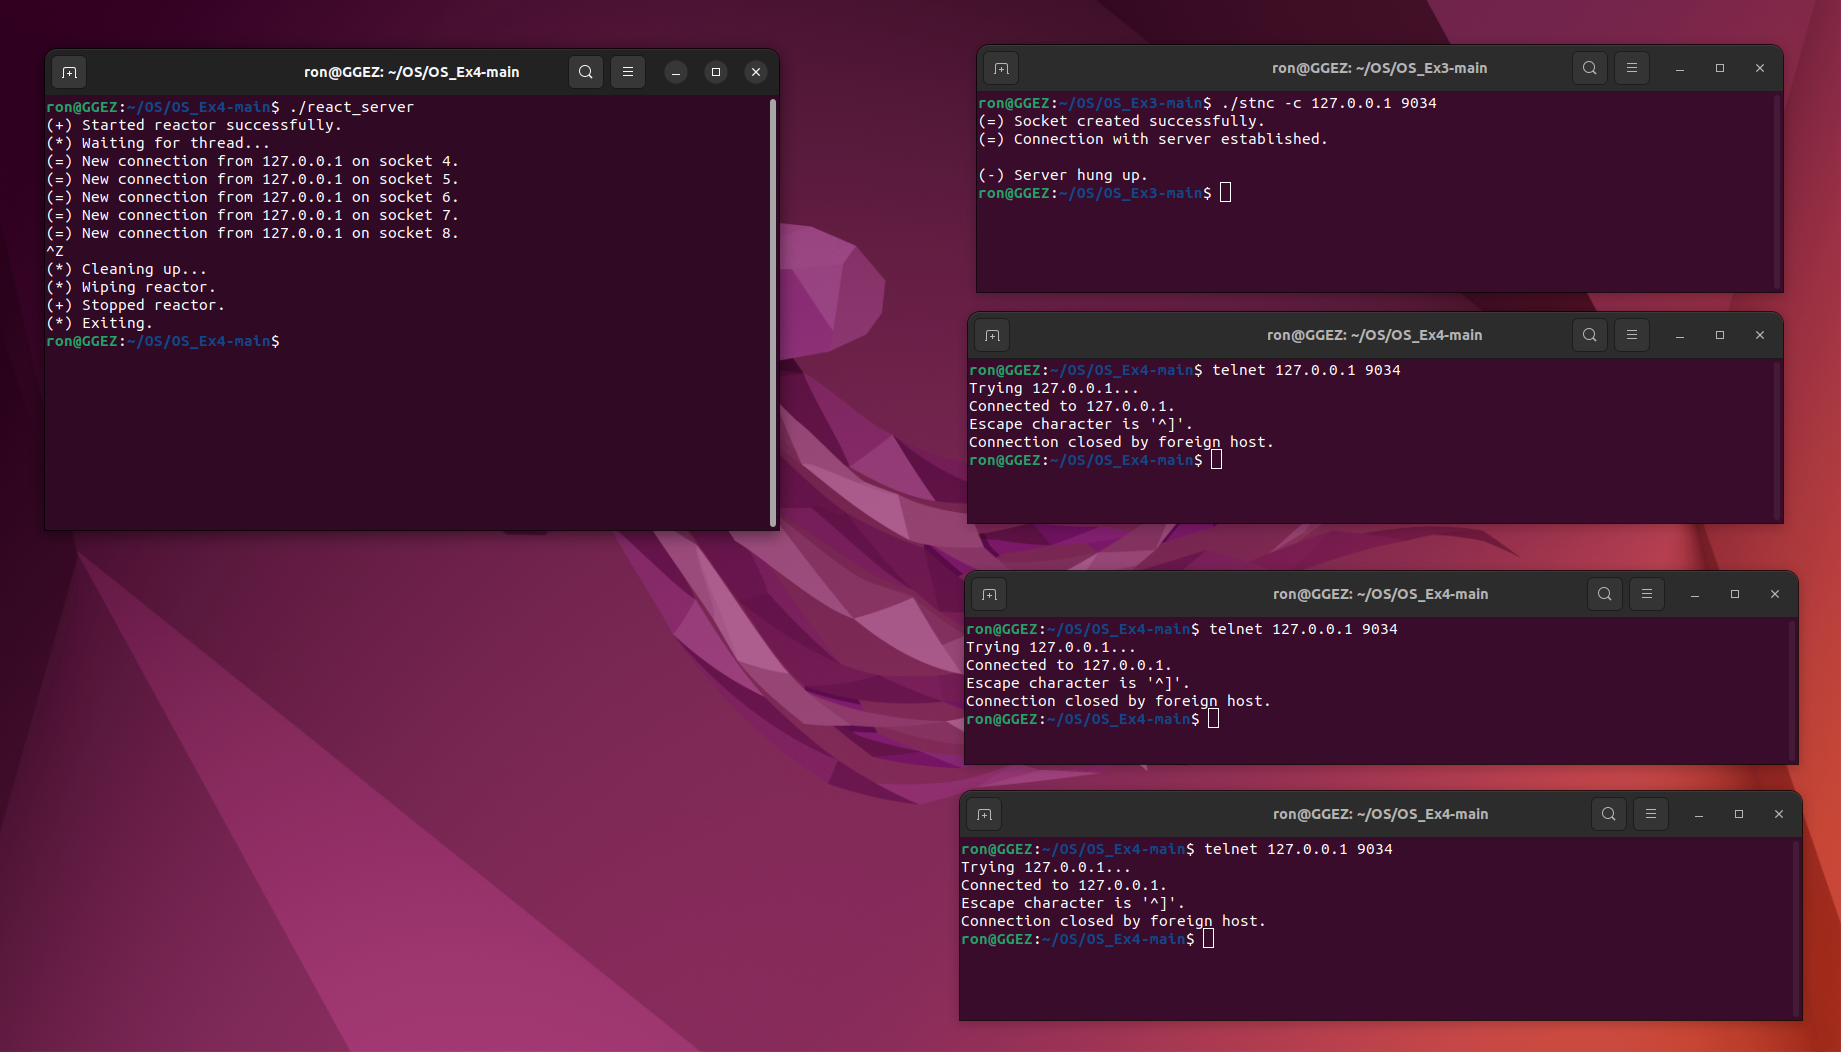 ron@GGEZ: ~/OS/OS_Ex4-main
ron@GGEZ:~/OS/OS_Ex4-main$ ./react_server
(+) Started reactor successfully.
(*) Waiting for thread...
(=) New connection from 127.0.0.1 on socket 4.
(=) New connection from 127.0.0.1 on socket 5.
(=) New connection from 127.0.0.1 on socket 6.
(=) New connection from 127.0.0.1 on socket 7.
(=) New connection from 127.0.0.1 on socket 8.
^Z
(*) Cleaning up...
(*) Wiping reactor.
(+) Stopped reactor.
(*) Exiting.
ron@GGEZ:~/OS/OS_Ex4-main$
ron@GGEZ: ~/OS/OS_Ex3-main
ron@GGEZ:~/OS/OS_Ex3-main$ ./stnc -c 127.0.0.1 9034
(=) Socket created successfully.
(=) Connection with server established.
(-) Server hung up.
ron@GGEZ:~/OS/OS_Ex3-main$
ron@GGEZ: ~/OS/OS_Ex4-main
ron@GGEZ:~/OS/OS_Ex4-main$ telnet 127.0.0.1 9034
Trying 127.0.0.1...
Connected to 127.0.0.1.
Escape character is '^]'.
Connection closed by foreign host.
ron@GGEZ:~/OS/OS_Ex4-main$
ron@GGEZ: ~/OS/OS_Ex4-main
ron@GGEZ:~/OS/OS_Ex4-main$ telnet 127.0.0.1 9034
Trying 127.0.0.1...
Connected to 127.0.0.1.
Escape character is '^]'.
Connection closed by foreign host.
ron@GGEZ:~/OS/OS_Ex4-main$
ron@GGEZ: ~/OS/OS_Ex4-main
ron@GGEZ:~/OS/OS_Ex4-main$ telnet 127.0.0.1 9034
Trying 127.0.0.1...
Connected to 127.0.0.1.
Escape character is '^]'.
Connection closed by foreign host.
ron@GGEZ:~/OS/OS_Ex4-main$